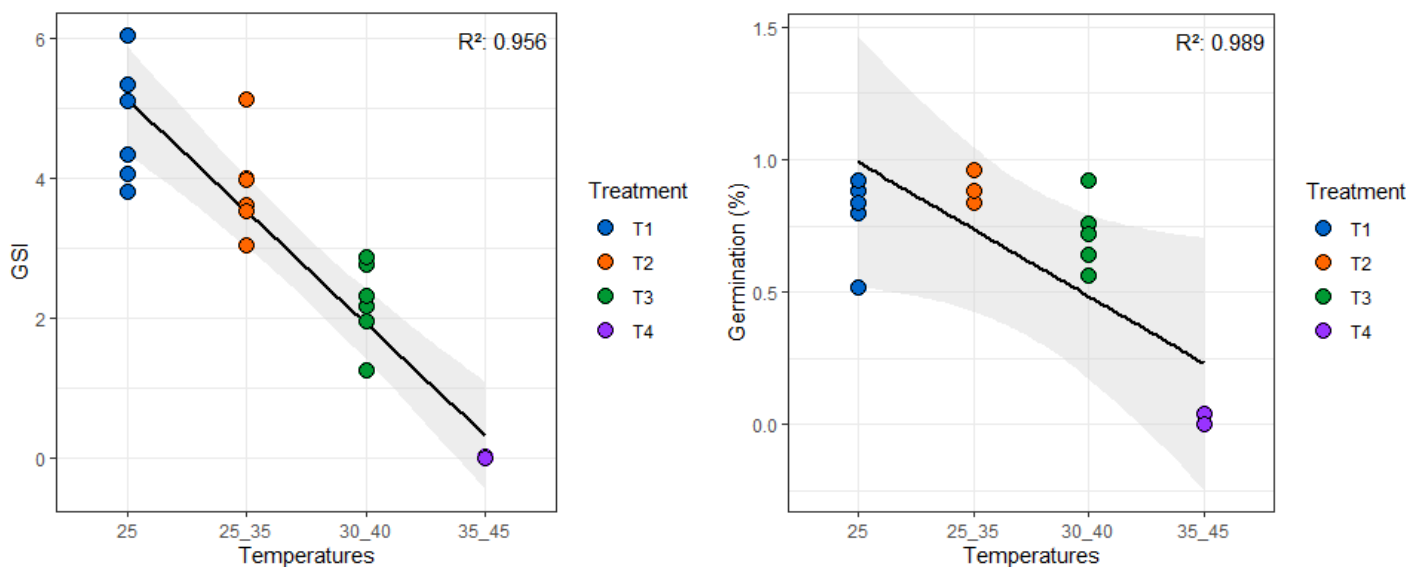 R²: 0.956
GSI
6
4
2
0
25
25_35
30_40
35_45
Temperatures
Treatment
T1
T2
T3
T4
R²: 0.989
Germination (%)
1.5
1.0
0.5
0.0
25
25_35
30_40
35_45
Temperatures
Treatment
T1
T2
T3
T4